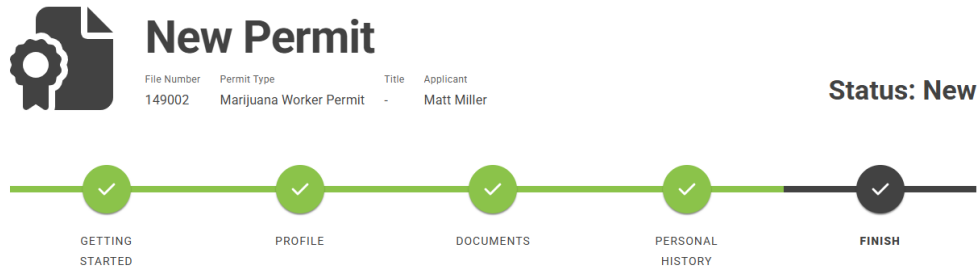 New Permit
File Number Permit Type Title Applicant
149002 Marijuana Worker Permit - Matt Miller
Status: New
GETTING STARTED
PROFILE
DOCUMENTS
PERSONAL HISTORY
FINISH